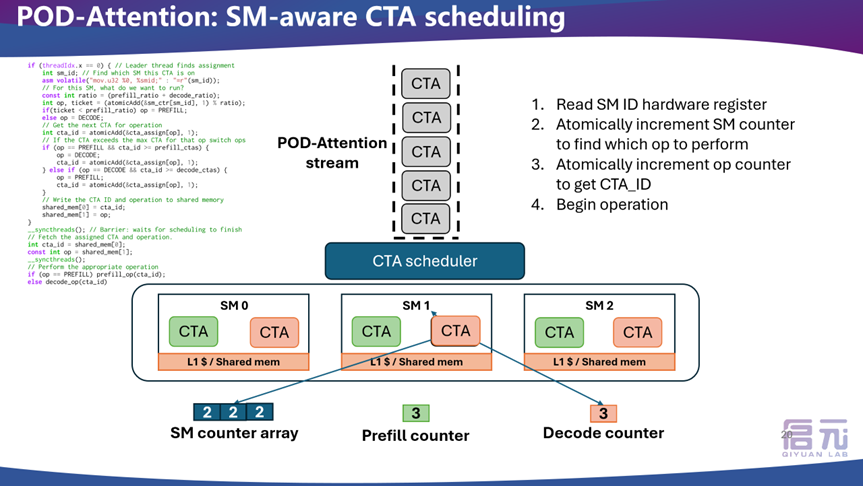 POD-Attention: SM-aware CTA scheduling
if (threadIdx.x == 0) { // Leader thread finds assignment
int sm_id; // Find which SM this CTA is on
asm volatile("mov.u32 %0, %smid;" : "=r"(sm_id));
// For this SM, what do we want to run?
const int ratio = (prefill_ratio + decode_ratio);
int op, ticket = (atomicAdd(&sm_ctr[sm_id], 1) % ratio);
if(ticket < prefill_ratio) op = PREFILL;
else op = DECODE;
// Get the next CTA for operation
int cta_id = atomicAdd(&cta_assign[op], 1);
// If the CTA exceeds the max CTA for that op switch ops
if (op == PREFILL && cta_id >= prefill_ctas) {
op = DECODE;
cta_id = atomicAdd(&cta_assign[op], 1);
} else if (op == DECODE && cta_id >= decode_ctas) {
op = PREFILL;
cta_id = atomicAdd(&cta_assign[op], 1);
}
// Write the CTA ID and operation to shared memory
shared_mem[0] = cta_id;
shared_mem[1] = op;
}
__syncthreads(); // Barrier: waits for scheduling to finish
// Fetch the assigned CTA and operation.
int cta_id = shared_mem[0];
const int op = shared_mem[1];
__syncthreads();
// Perform the appropriate operation
if (op == PREFILL) prefill_op(cta_id);
else decode_op(cta_id)
POD-Attention
stream
CTA
CTA
CTA
CTA
CTA
1. Read SM ID hardware register
2. Atomically increment SM counter
to find which op to perform
3. Atomically increment op counter
to get CTA_ID
4. Begin operation
CTA scheduler
SM 0
CTA
CTA
L1 $ / Shared mem
SM 1
CTA
CTA
L1 $ / Shared mem
SM 2
CTA
CTA
L1 $ / Shared mem
2 2 2
SM counter array
3
Prefill counter
3
Decode counter
20
启元
QIYUAN LAB